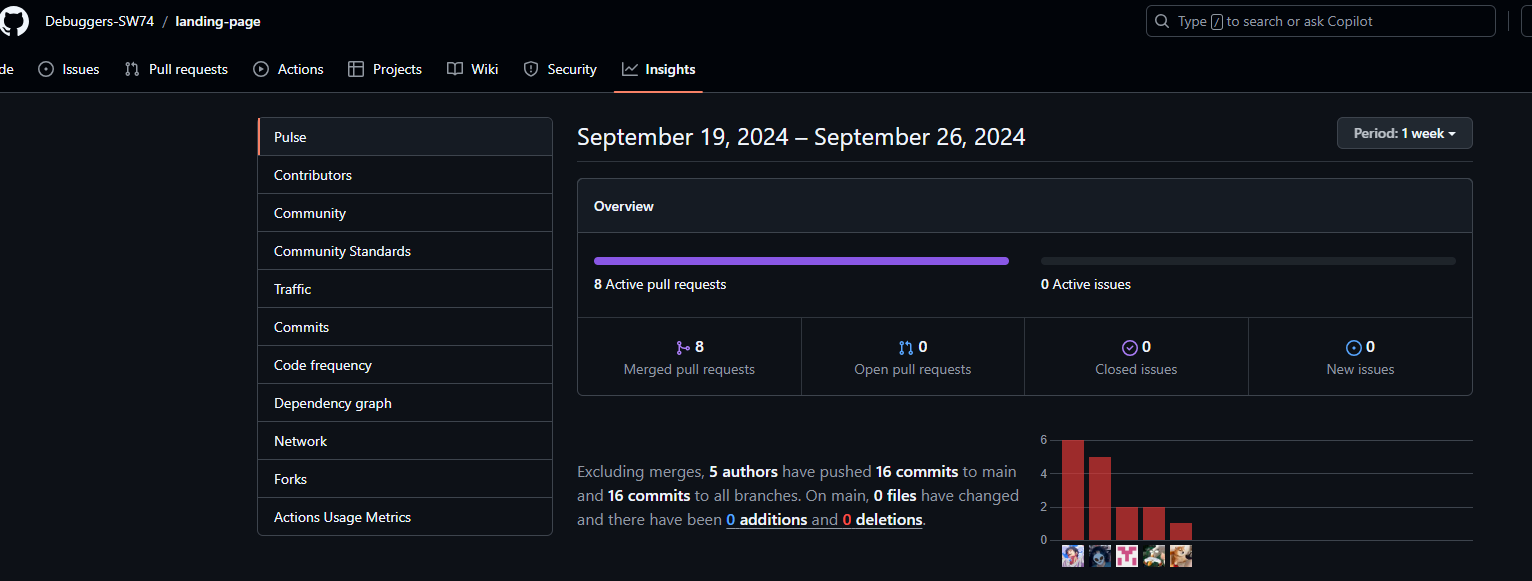 Debuggers-SW74 / landing-page
Type / to search or ask Copilot
de Issues Pull requests Actions Projects Wiki Security Insights
Pulse
Contributors
Community
Community Standards
Traffic
Commits
Code frequency
Dependency graph
Network
Forks
Actions Usage Metrics
September 19, 2024 – September 26, 2024
Period: 1 week
Overview
8 Active pull requests
0 Active issues
8
Merged pull requests
0
Open pull requests
0
Closed issues
0
New issues
Excluding merges, 5 authors have pushed 16 commits to main
and 16 commits to all branches. On main, 0 files have changed
and there have been 0 additions and 0 deletions.
6
4
2
0